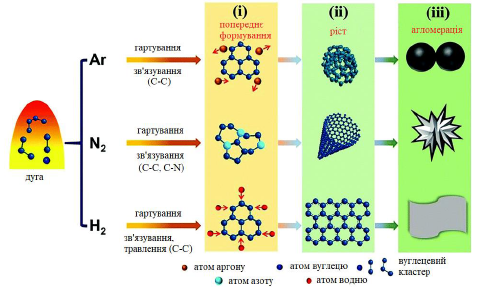 (i)
(ii)
(iii)
попереднє
формування
ріст
агломерація
Ar
гартування
зв'язування
(C-C)
N2
гартування
зв'язування
(C-C, C-N)
дуга
H2
гартування
зв'язування,
травлення (C-C)
атом аргону
атом вуглецю
вуглецевий
кластер
атом азоту
атом водню